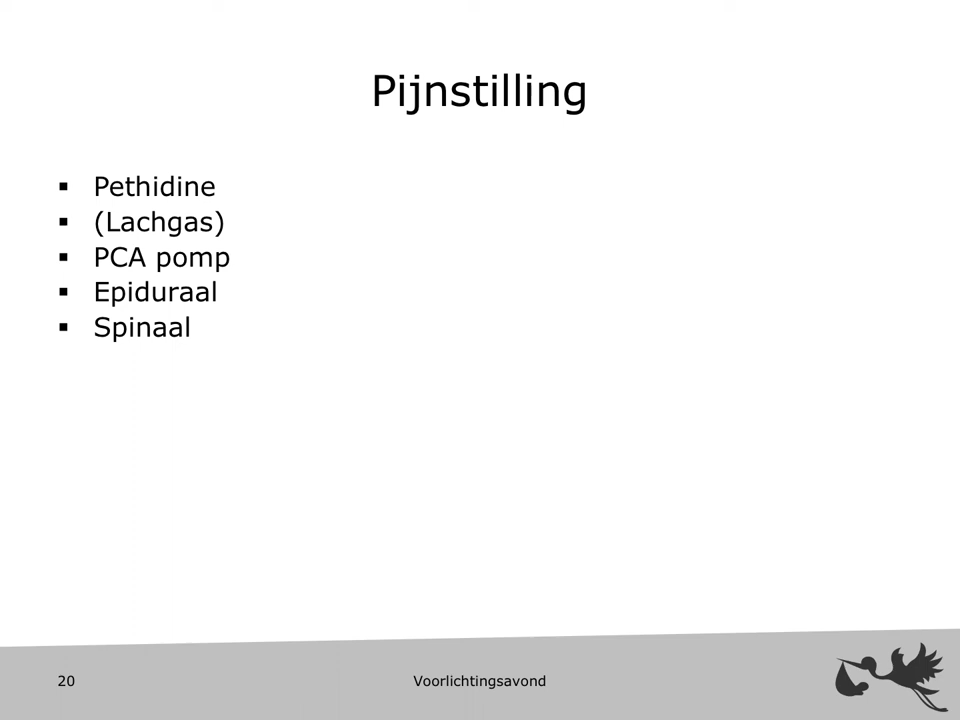 Pijnstilling
▪ Pethidine
▪ (Lachgas)
▪ PCA pomp
▪ Epiduraal
▪ Spinaal
20 Voorlichtingsavond